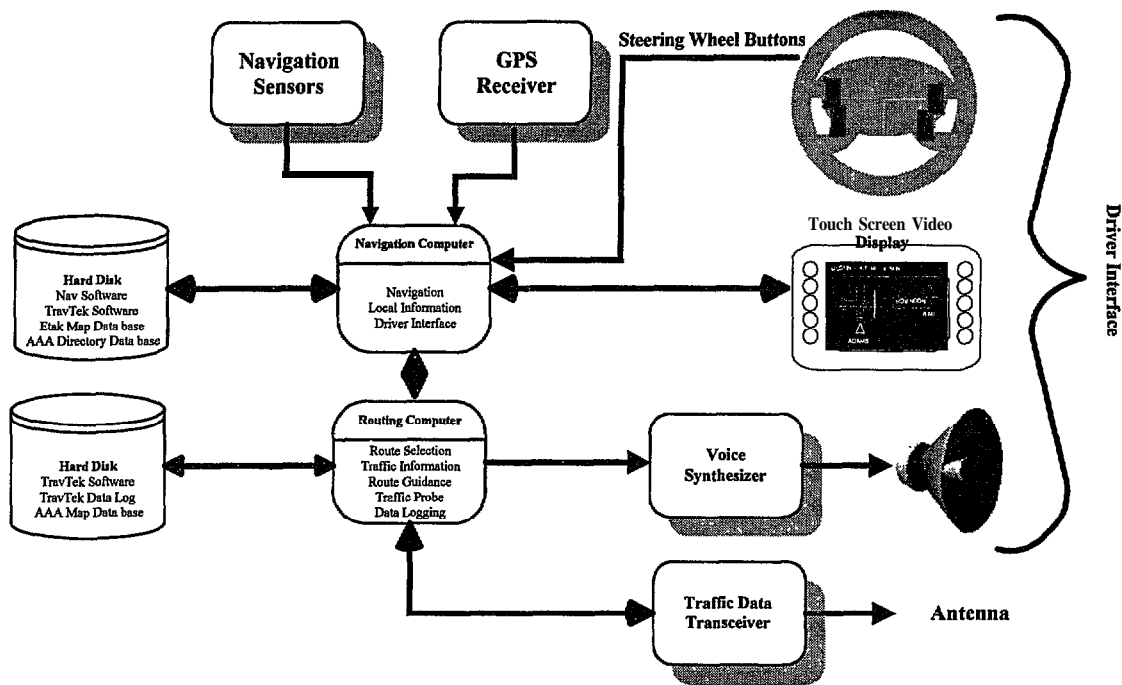 Navigation
Sensors
GPS
Receiver
Steering Wheel Buttons
Touch Screen Video
Display
Driver Interface
Hard Disk
Nav Software
TravTek Software
Etak Map Data base
AAA Directory Data base
Navigation Computer
Navigation
Local Information
Driver Interface
ADAMS
Hard Disk
TravTek Software
TravTek Data Log
AAA Map Data base
Routing Computer
Route Selection
Traffic Information
Route Guidance
Traffic Probe
Data Logging
Voice
Synthesizer
Traffic Data
Transceiver
Antenna